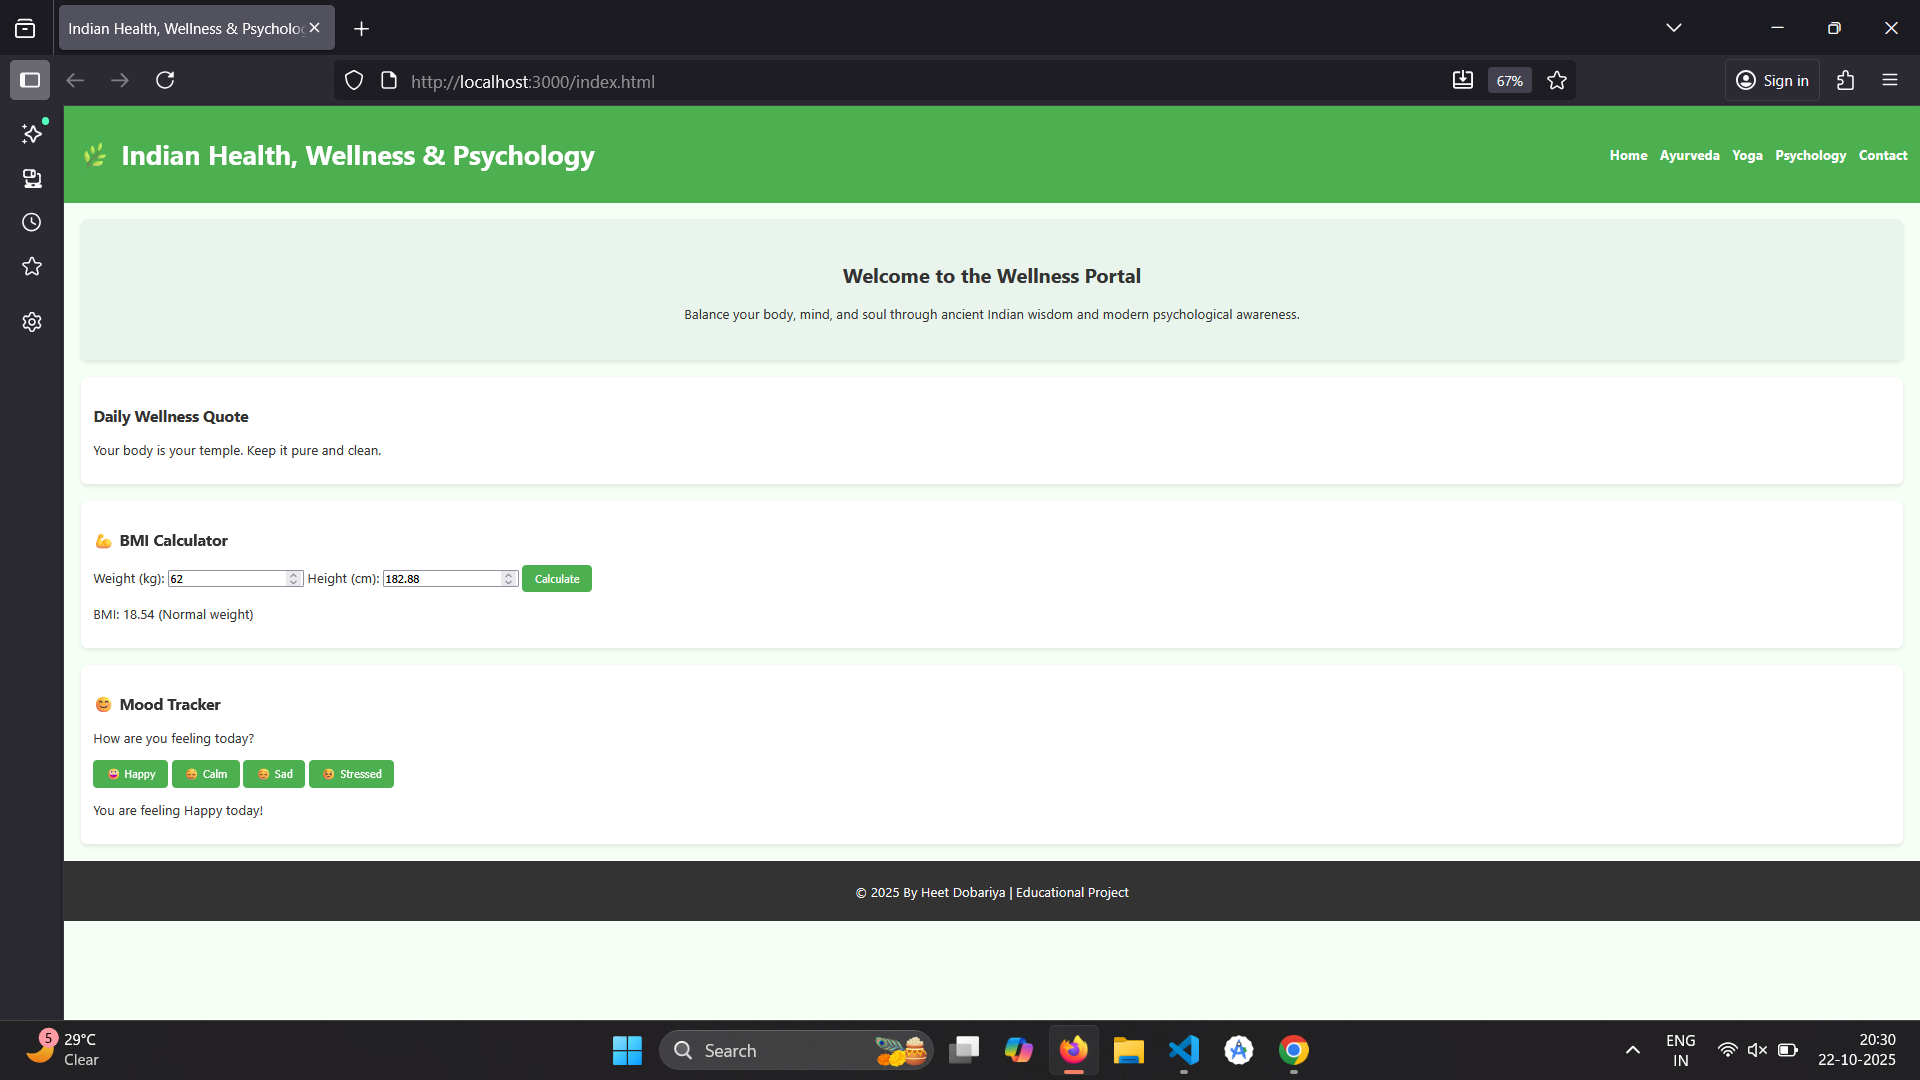 Indian Health, Wellness & Psycholo
http://localhost:3000/index.html
67%
Sign in
Indian Health, Wellness & Psychology
Home Ayurveda Yoga Psychology Contact
Welcome to the Wellness Portal
Balance your body, mind, and soul through ancient Indian wisdom and modern psychological awareness.
Daily Wellness Quote
Your body is your temple. Keep it pure and clean.
BMI Calculator
Weight (kg): 62 Height (cm): 182.88 Calculate
BMI: 18.54 (Normal weight)
Mood Tracker
How are you feeling today?
Happy Calm Sad Stressed
You are feeling Happy today!
© 2025 By Heet Dobariya | Educational Project
5
29°C
Clear
Search
ENG
IN
20:30
22-10-2025